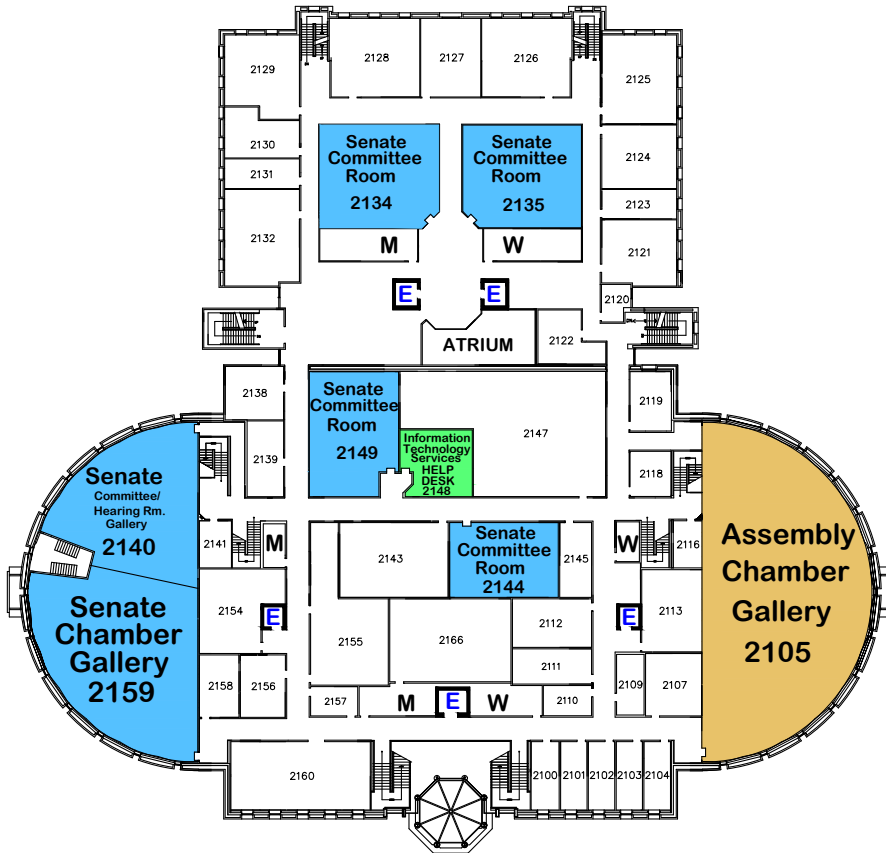 2128
2127
2126
2129
2125
2130
2131
2132
Senate
Committee
Room
2134
Senate
Committee
Room
2135
2124
2123
2121
M
W
E
E
2120
ATRIUM
2122
2138
2139
Senate
Committee
Room
2149
Information
Technology
Services
HELP
DESK
2148
2147
2119
2118
Senate
Committee/
Hearing Rm.
Gallery
2140
2141
M
2143
Senate
Committee
Room
2144
2145
W
2116
Assembly
Chamber
Gallery
2105
Senate
Chamber
Gallery
2159
2154
E
2155
2166
2112
2111
E
2113
2158
2156
2157
M
E
W
2110
2109
2107
2160
2100
2101
2102
2103
2104